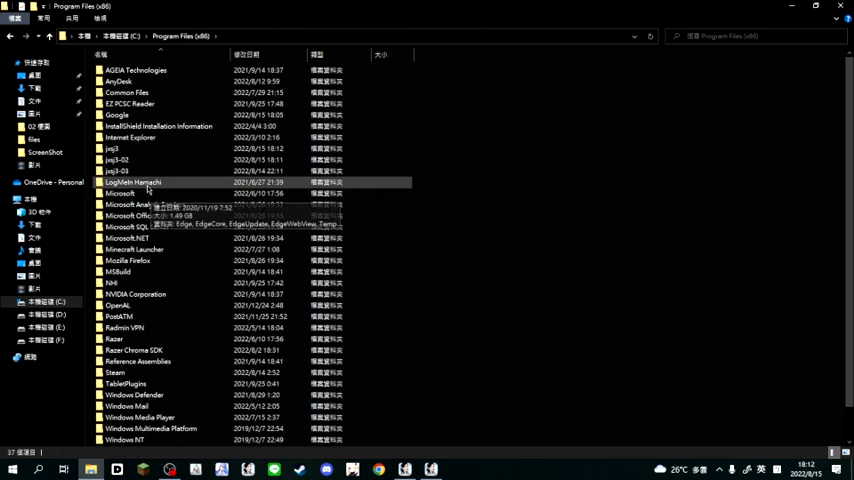 Program Files (x86)
檔案
常用
共用
檢視
本機 › 本機磁碟 (C:) › Program Files (x86) ›
搜尋 Program Files (x86)
名稱 修改日期 類型 大小
快速存取
桌面
下載
文件
圖片
02 梗圖
files
ScreenShot
影片
OneDrive - Personal
本機
3D 物件
下載
文件
音樂
桌面
圖片
影片
本機磁碟 (C:)
本機磁碟 (D:)
本機磁碟 (E:)
本機磁碟 (F:)
網路
AGEIA Technologies 2021/9/14 18:37 檔案資料夾
AnyDesk 2022/8/12 9:59 檔案資料夾
Common Files 2022/7/29 21:15 檔案資料夾
EZ PCSC Reader 2021/9/25 17:48 檔案資料夾
Google 2022/8/15 18:05 檔案資料夾
InstallShield Installation Information 2022/4/4 3:00 檔案資料夾
Internet Explorer 2022/3/10 2:16 檔案資料夾
jxsj3 2022/8/15 18:07 檔案資料夾
jxsj3-02 2022/8/15 18:11 檔案資料夾
jxsj3-03 2022/8/14 22:11 檔案資料夾
LogMeIn Hamachi 2021/8/27 21:39 檔案資料夾
Microsoft 2022/6/10 17:56 檔案資料夾
建立日期: 2020/11/19 7:52
大小: 1.49 GB
資料夾: Edge, EdgeCore, EdgeUpdate, EdgeWebView, Temp
Microsoft SQL
Microsoft.NET 2021/8/26 19:34 檔案資料夾
Minecraft Launcher 2022/7/27 1:08 檔案資料夾
Mozilla Firefox 2021/8/26 19:34 檔案資料夾
MSBuild 2021/9/14 18:41 檔案資料夾
NHI 2021/9/25 17:42 檔案資料夾
NVIDIA Corporation 2021/9/14 18:37 檔案資料夾
OpenAL 2021/12/24 2:48 檔案資料夾
PostATM 2021/11/25 21:52 檔案資料夾
Radmin VPN 2022/5/14 18:04 檔案資料夾
Razer 2022/6/10 17:56 檔案資料夾
Razer Chroma SDK 2022/8/2 18:31 檔案資料夾
Reference Assemblies 2021/9/14 18:41 檔案資料夾
Steam 2022/8/14 2:52 檔案資料夾
TabletPlugins 2021/9/25 0:41 檔案資料夾
Windows Defender 2021/8/29 1:20 檔案資料夾
Windows Mail 2022/5/12 2:05 檔案資料夾
Windows Media Player 2022/7/15 2:37 檔案資料夾
Windows Multimedia Platform 2019/12/7 22:54 檔案資料夾
Windows NT 2019/12/7 22:49 檔案資料夾
37 個項目
26°C 多雲
英
18:12
2022/8/15